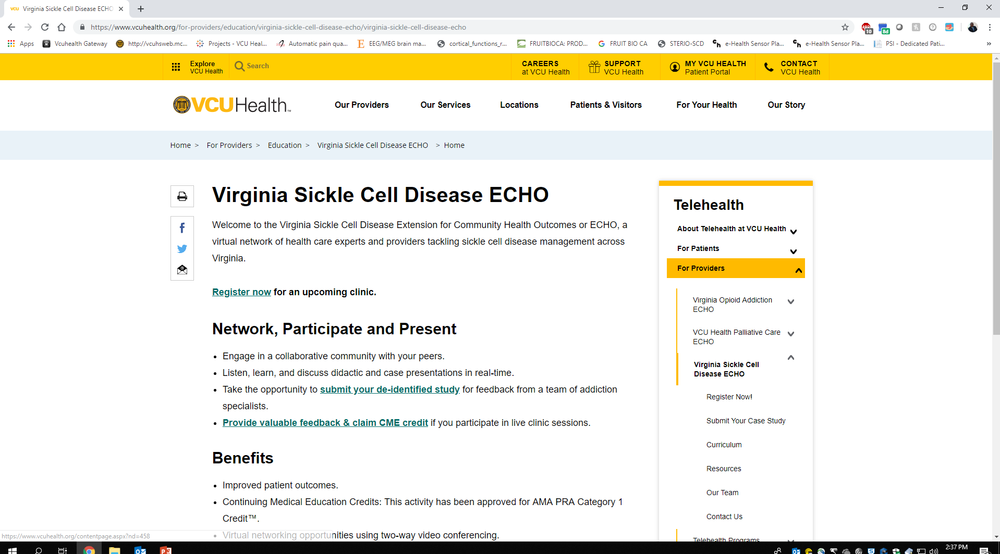 vcu Virginia Sickle Cell Disease ECHO
https://www.vcuhealth.org/for-providers/education/virginia-sickle-cell-disease-echo/virginia-sickle-cell-disease-echo
ABP 10 8d
Apps Vcuhealth Gateway http://vcuhsweb.mc... Projects - VCU Heal... Automatic pain qua... EEG/MEG brain ma... cortical_functions_r... FRUITBIOCA: PROD... FRUIT BIO CA STERIO-SCD e-Health Sensor Pla... e-Health Sensor Pla... PSI - Dedicated Pati... »
Explore
VCU Health
Search
CAREERS
at VCU Health
SUPPORT
VCU Health
MY VCU HEALTH
Patient Portal
CONTACT
VCU Health
VCUHealth™
Our Providers Our Services Locations Patients & Visitors For Your Health Our Story
Home > For Providers > Education > Virginia Sickle Cell Disease ECHO > Home
Virginia Sickle Cell Disease ECHO
Welcome to the Virginia Sickle Cell Disease Extension for Community Health Outcomes or ECHO, a
virtual network of health care experts and providers tackling sickle cell disease management across
Virginia.
Register now for an upcoming clinic.
Network, Participate and Present
• Engage in a collaborative community with your peers.
• Listen, learn, and discuss didactic and case presentations in real-time.
• Take the opportunity to submit your de-identified study for feedback from a team of addiction
specialists.
• Provide valuable feedback & claim CME credit if you participate in live clinic sessions.
Benefits
• Improved patient outcomes.
• Continuing Medical Education Credits: This activity has been approved for AMA PRA Category 1
Credit™.
• Virtual networking opportunities using two-way video conferencing.
Telehealth
About Telehealth at VCU Health
For Patients
For Providers
Virginia Opioid Addiction
ECHO
VCU Health Palliative Care
ECHO
Virginia Sickle Cell
Disease ECHO
Register Now!
Submit Your Case Study
Curriculum
Resources
Our Team
Contact Us
Telehealth Programs
https://www.vcuhealth.org/contentpage.aspx?nd=458
2:37 PM